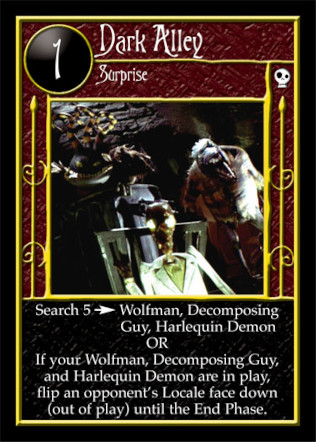 1
Dark Alley
Surprise
Search 5 → Wolfman, Decomposing
Guy, Harlequin Demon
OR
If your Wolfman, Decomposing Guy,
and Harlequin Demon are in play,
flip an opponent's Locale face down
(out of play) until the End Phase.